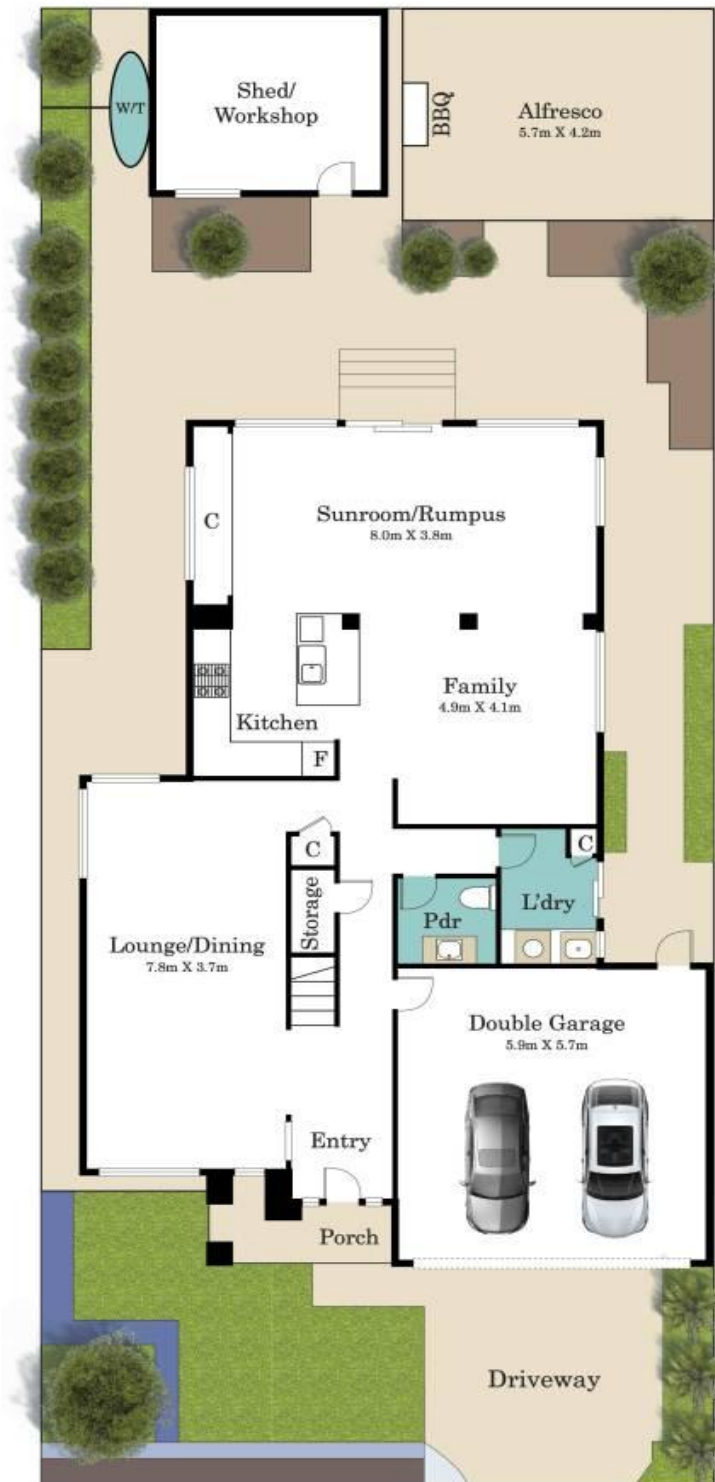 W/T
Shed/
Workshop
BBQ
Alfresco
5.7m X 4.2m
C
Sunroom/Rumpus
8.0m X 3.8m
Family
4.9m X 4.1m
Kitchen
F
C
C
Storage
Pdr
L'dry
Lounge/Dining
7.8m X 3.7m
Double Garage
5.9m X 5.7m
Entry
Porch
Driveway